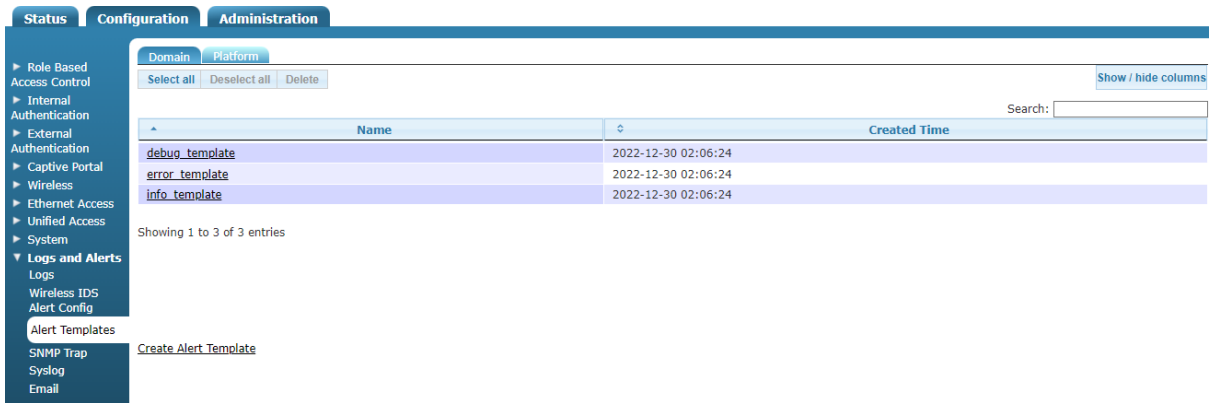 Status Configuration Administration
Role Based
Access Control
Internal
Authentication
External
Authentication
Captive Portal
Wireless
Ethernet Access
Unified Access
System
Logs and Alerts
Logs
Wireless IDS
Alert Config
Alert Templates
SNMP Trap
Syslog
Email
Domain Platform
Select all Deselect all Delete Show / hide columns
Search:
Name Created Time
debug_template 2022-12-30 02:06:24
error_template 2022-12-30 02:06:24
info_template 2022-12-30 02:06:24
Showing 1 to 3 of 3 entries
Create Alert Template